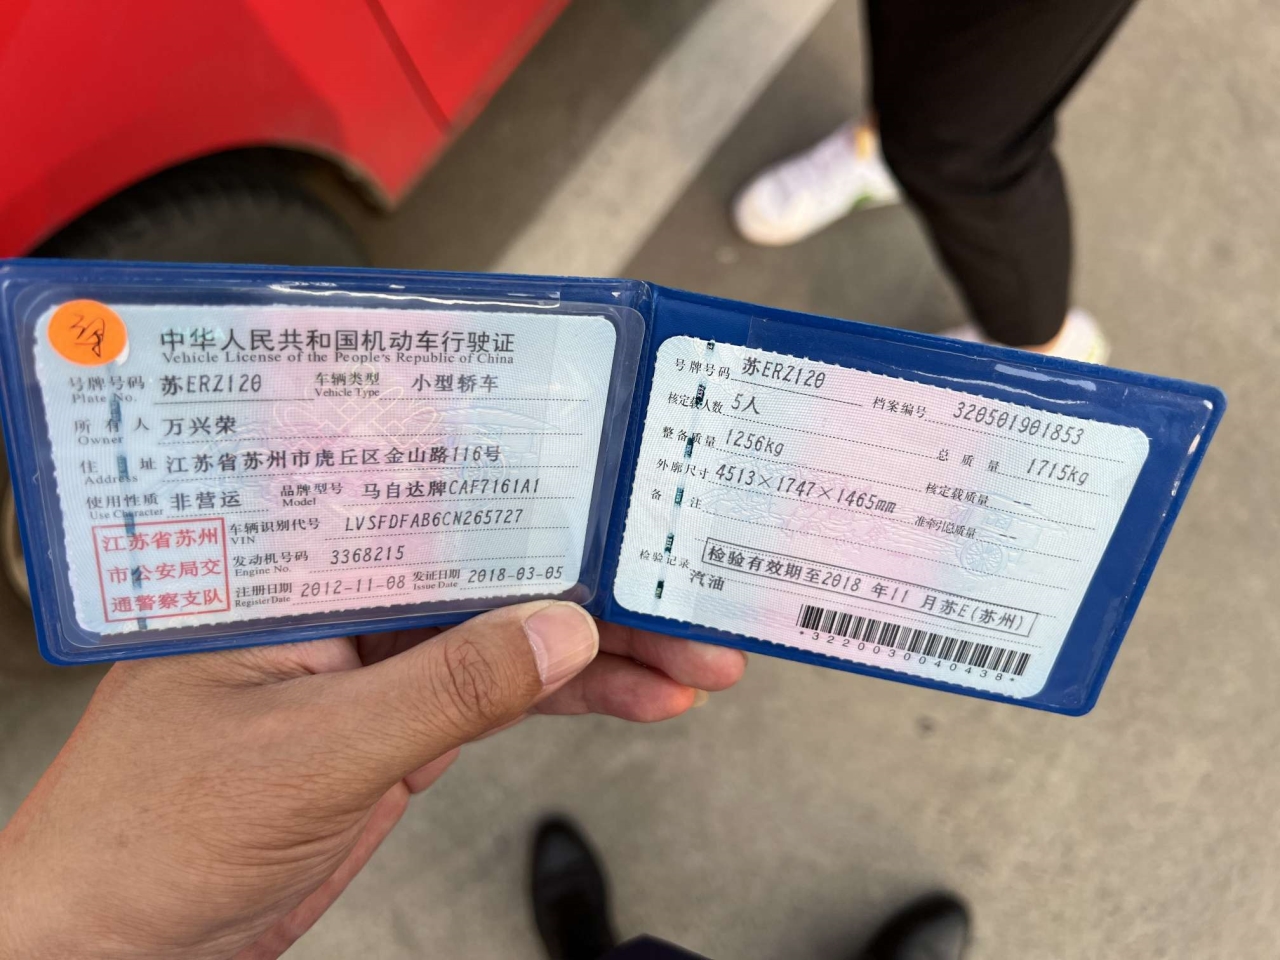 中华人民共和国机动车行驶证
Vehicle License of the People's Republic of China
号牌号码 苏ERZ120 车辆类型 小型轿车
Plate No. Vehicle Type
所有人 万兴荣
Owner
住址 江苏省苏州市虎丘区金山路116号
Address
使用性质 非营运 品牌型号 马自达牌CAF7161A1
Use Character Model
江苏省苏州
市公安局交
通警察支队
车辆识别代号 LVSFDFAB6CN265727
VIN
发动机号码 3368215
Engine No.
注册日期 2012-11-08 发证日期 2018-03-05
Register Date Issue Date
号牌号码 苏ERZ120 档案编号 320501901853
核定载人数 5人 总质量 1715kg
整备质量 1256kg 核定载质量 --
外廓尺寸 4513×1747×1465mm 准牵引总质量 --
备注
检验记录 检验有效期至2018 年11 月苏E(苏州)
汽油
*3220030040438*